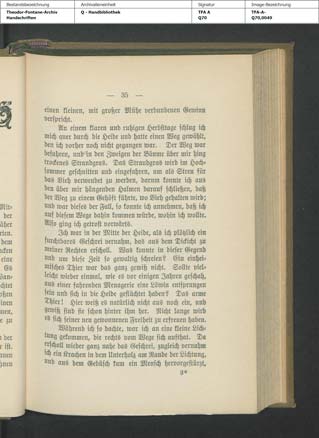 Bestandsbezeichnung
Theodor-Fontane-Archiv
Handschriften
Archivalieneinheit
Q - Handbibliothek
Signatur
TFA A
Q70
Image-Bezeichnung
TFA-A-
Q70,0049
— 35 —
einen kleinen, mit großer Mühe verbundenen Gewinn
verspricht.
An einem klaren und ruhigen Herbsttage schlug ich
mich quer durch die Heide und hatte einen Weg gewählt,
den ich vorher noch nicht gegangen war. Der Weg war
befahren, und in den Zweigen der Bäume über mir hing
trockenes Strandgras. Das Strandgras wird im Hoch-
sommer geschnitten und eingefahren, um als Streu für
das Vieh verwendet zu werden, darum konnte ich aus
den über mir hängenden Halmen darauf schließen, daß
der Weg zu einem Gehöft führte, wo Vieh gehalten wird;
und war dieses der Fall, so konnte ich annehmen, daß ich
auf diesem Wege dahin kommen würde, wohin ich wollte.
Also ging ich getrost vorwärts.
Ich war in der Mitte der Heide, als ich plötzlich ein
furchtbares Geschrei vernahm, das aus dem Dickicht zu
meiner Rechten erscholl. Was konnte in dieser Gegend
und um diese Zeit so gewaltig schreien? Ein einhei-
misches Thier war das ganz gewiß nicht. Sollte viel-
leicht wieder einmal, wie es vor einigen Jahren geschah,
aus einer fahrenden Menagerie eine Löwin entsprungen
sein und sich in die Heide geflüchtet haben? Das arme
Thier! Hier weiß es natürlich nicht aus noch ein, und
gewiß sind sie schon hinter ihm her. Nicht lange wird
es sich seiner neu gewonnenen Freiheit zu erfreuen haben.
Während ich so dachte, war ich an eine kleine Lich-
tung gekommen, die rechts vom Wege sich aufthat. Da
erscholl wieder ganz nahe das Geschrei, zugleich vernahm
ich ein Krachen in dem Unterholz am Rande der Lichtung,
und aus dem Gebüsch kam ein Mensch hervorgestürzt,
3*